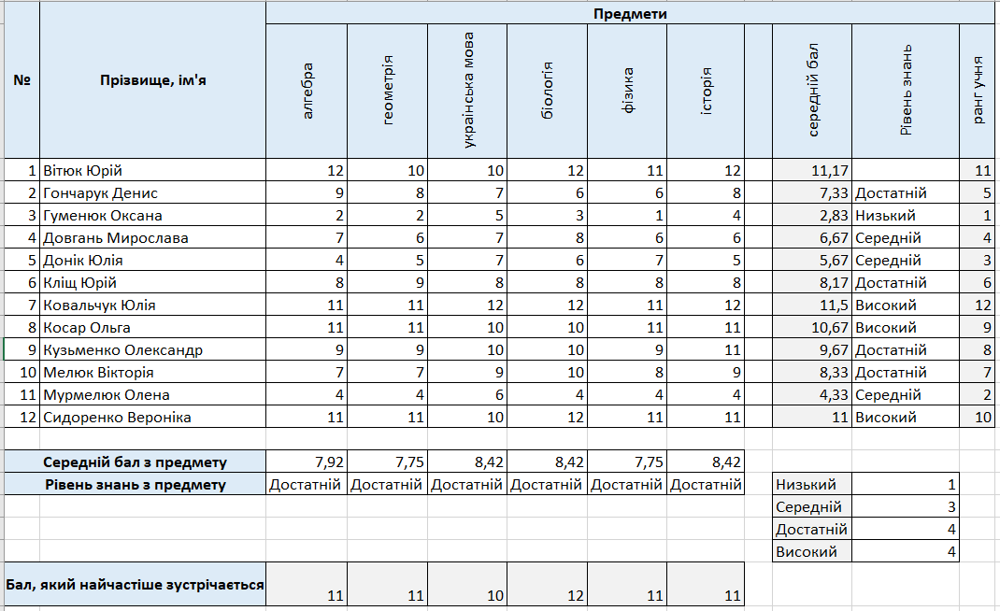 Предмети
№ Прізвище, ім'я алгебра геометрія українська мова біологія фізика історія середній бал Рівень знань ранг учня
1 Вітюк Юрій 12 10 10 12 11 12 11,17 11
2 Гончарук Денис 9 8 7 6 6 8 7,33 Достатній 5
3 Гуменюк Оксана 2 2 5 3 1 4 2,83 Низький 1
4 Довгань Мирослава 7 6 7 8 6 6 6,67 Середній 4
5 Донік Юлія 4 5 7 6 7 5 5,67 Середній 3
6 Кліщ Юрій 8 9 8 8 8 8 8,17 Достатній 6
7 Ковальчук Юлія 11 11 12 12 11 12 11,5 Високий 12
8 Косар Ольга 11 11 10 10 11 11 10,67 Високий 9
9 Кузьменко Олександр 9 9 10 10 9 11 9,67 Достатній 8
10 Мелюк Вікторія 7 7 9 10 8 9 8,33 Достатній 7
11 Мурмелюк Олена 4 4 6 4 4 4 4,33 Середній 2
12 Сидоренко Вероніка 11 11 10 12 11 11 11 Високий 10
Середній бал з предмету 7,92 7,75 8,42 8,42 7,75 8,42
Рівень знань з предмету Достатній Достатній Достатній Достатній Достатній Достатній Низький 1
Середній 3
Достатній 4
Високий 4
Бал, який найчастіше зустрічається 11 11 10 12 11 11